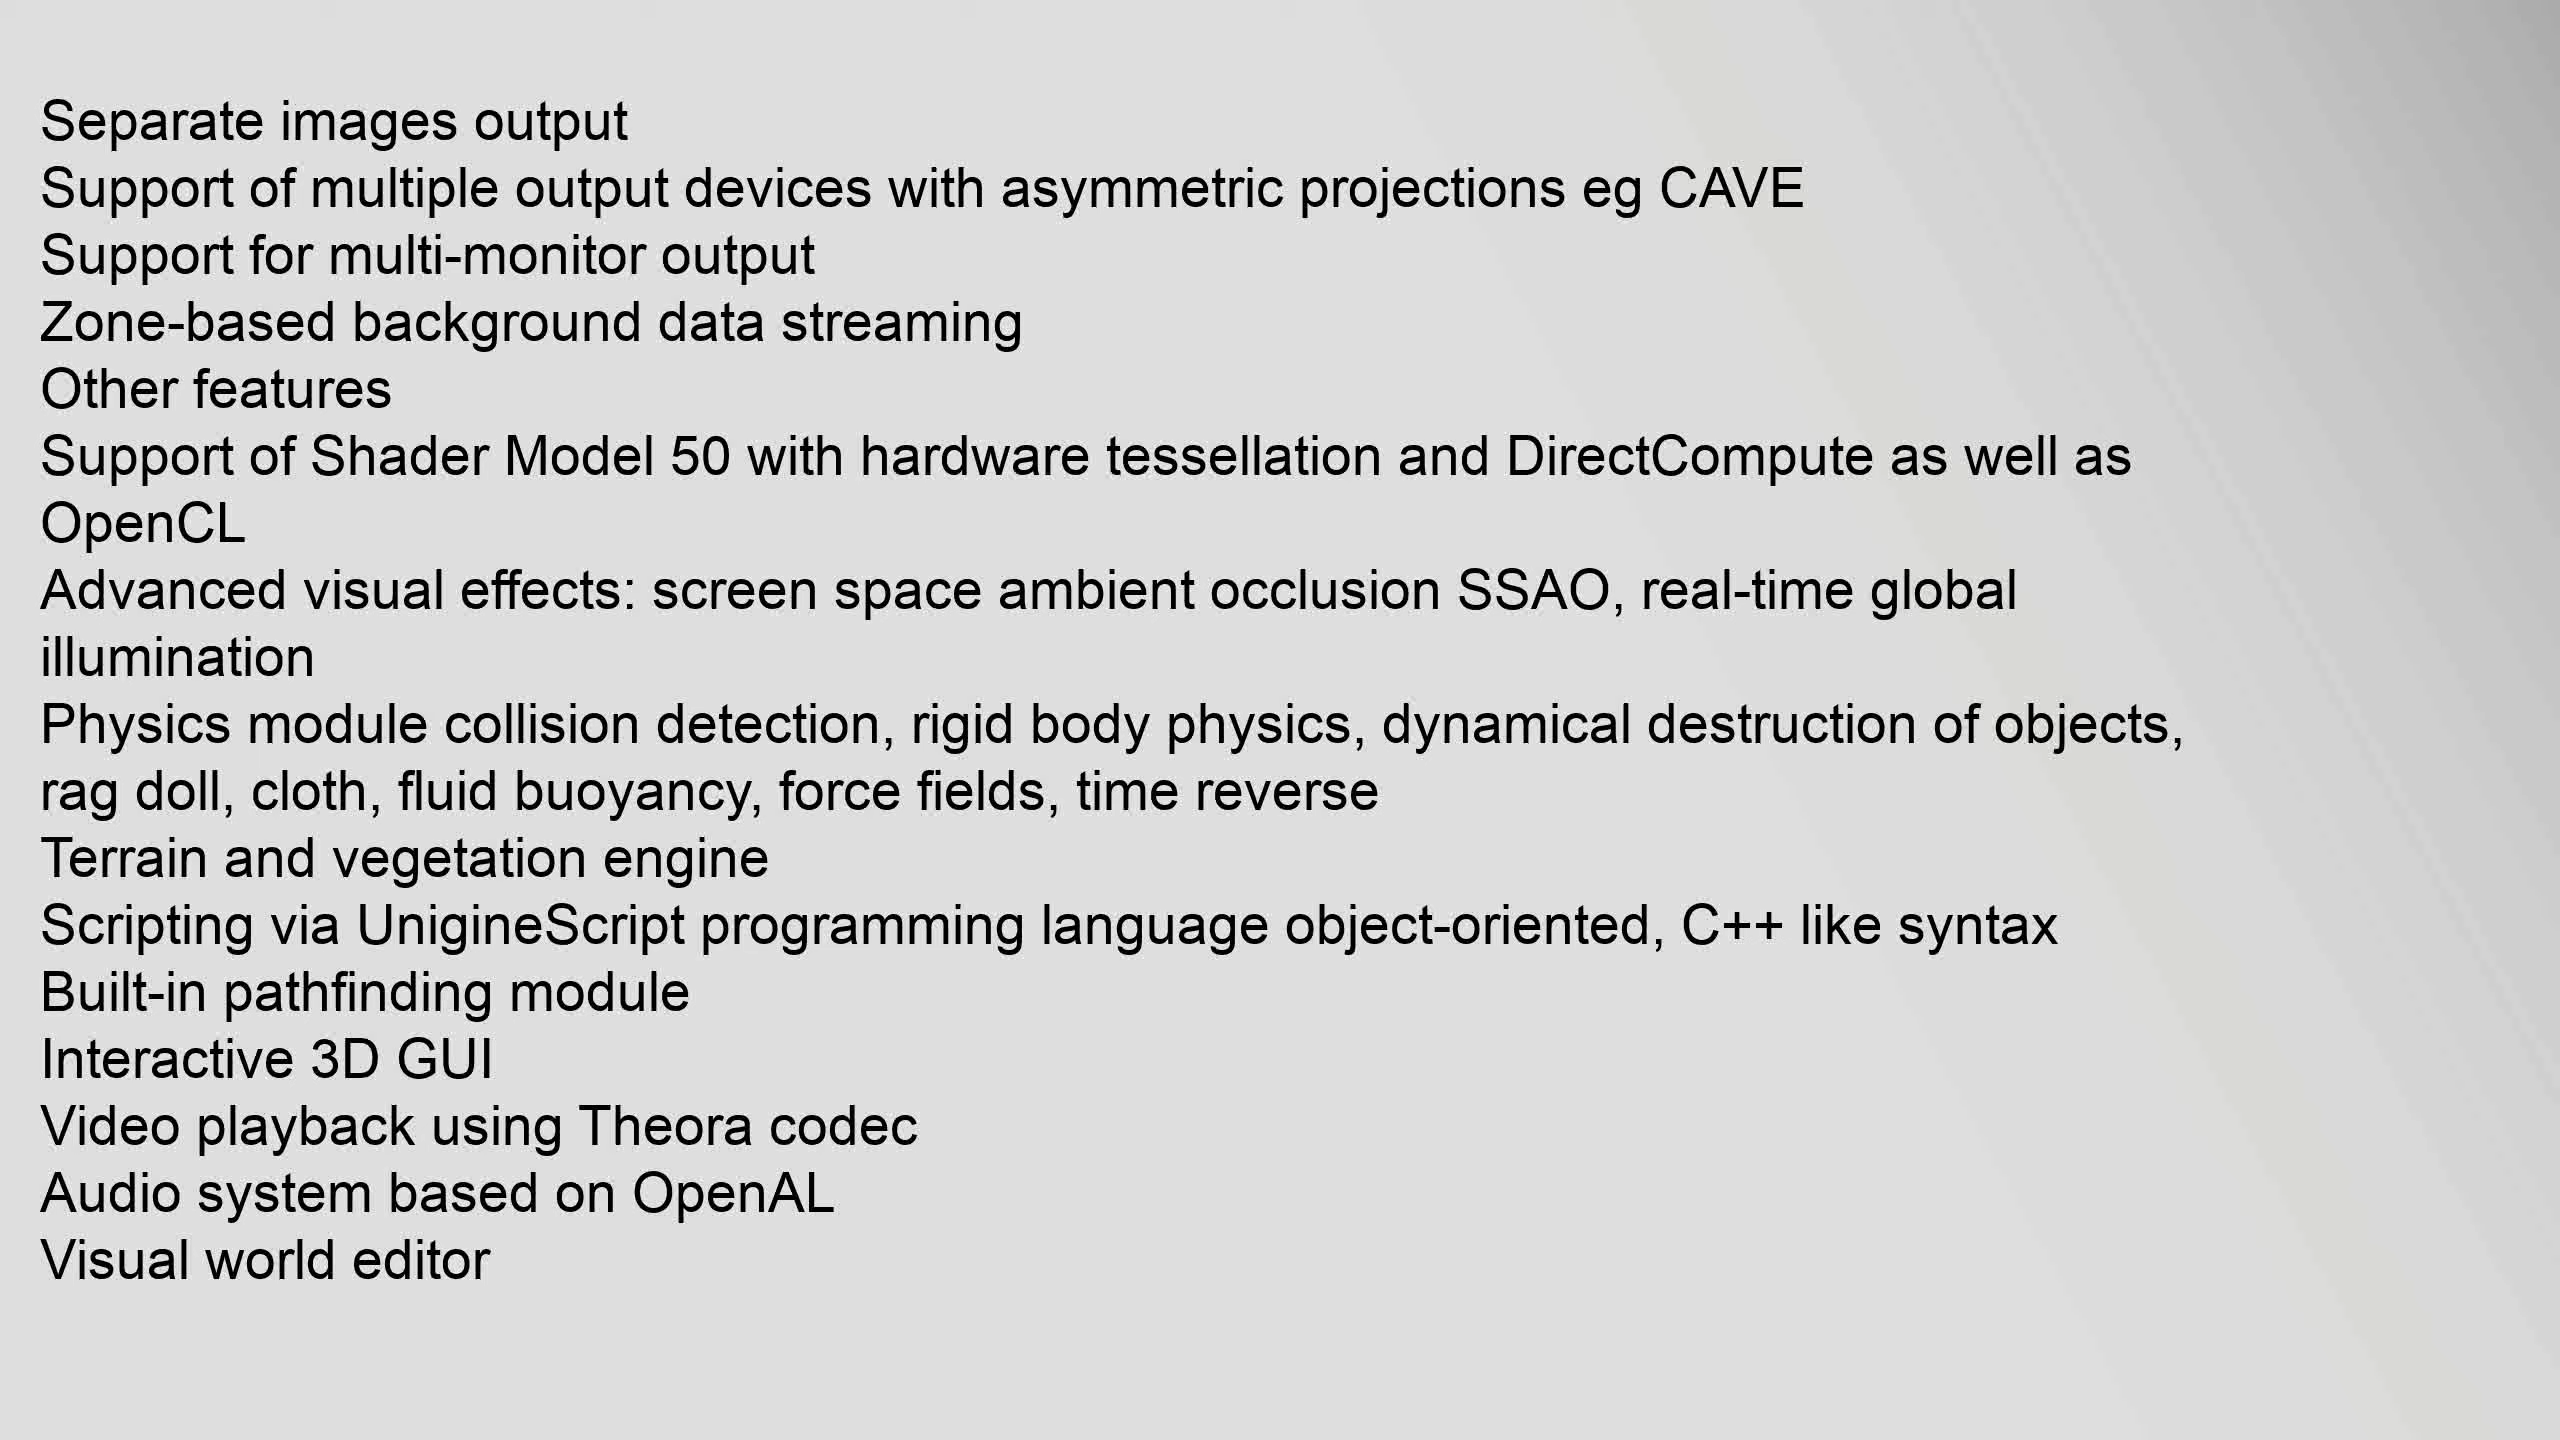 Separate images output
Support of multiple output devices with asymmetric projections eg CAVE
Support for multi-monitor output
Zone-based background data streaming
Other features
Support of Shader Model 50 with hardware tessellation and DirectCompute as well as
OpenCL
Advanced visual effects: screen space ambient occlusion SSAO, real-time global
illumination
Physics module collision detection, rigid body physics, dynamical destruction of objects,
rag doll, cloth, fluid buoyancy, force fields, time reverse
Terrain and vegetation engine
Scripting via UnigineScript programming language object-oriented, C++ like syntax
Built-in pathfinding module
Interactive 3D GUI
Video playback using Theora codec
Audio system based on OpenAL
Visual world editor